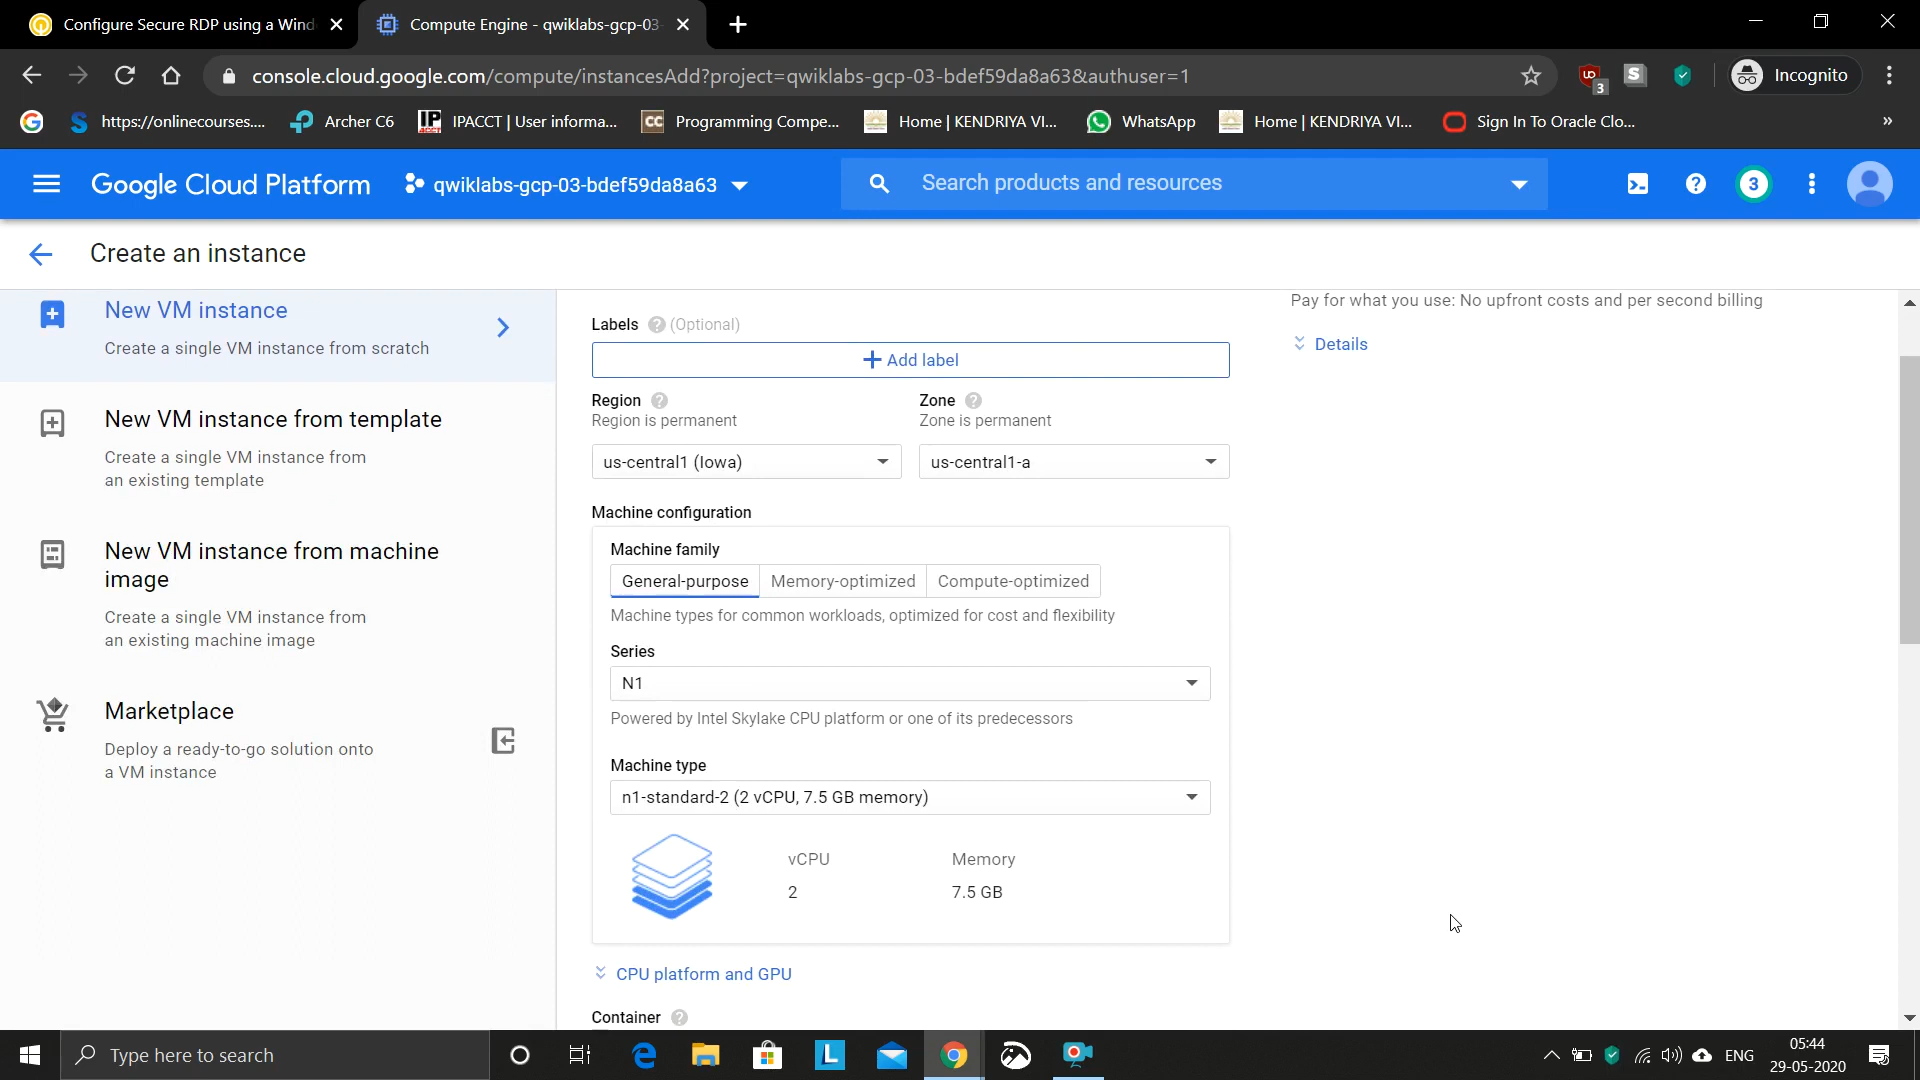 Configure Secure RDP using a Wind
Compute Engine - qwiklabs-gcp-03-
console.cloud.google.com/compute/instancesAdd?project=qwiklabs-gcp-03-bdef59da8a63&authuser=1
3
Incognito
https://onlinecourses....
Archer C6
IPACCT | User informa...
Programming Compe...
Home | KENDRIYA VI...
WhatsApp
Home | KENDRIYA VI...
Sign In To Oracle Clo...
»
Google Cloud Platform
qwiklabs-gcp-03-bdef59da8a63
Search products and resources
3
Create an instance
New VM instance
Create a single VM instance from scratch
New VM instance from template
Create a single VM instance from
an existing template
New VM instance from machine
image
Create a single VM instance from
an existing machine image
Marketplace
Deploy a ready-to-go solution onto
a VM instance
Labels (Optional)
Add label
Region
Region is permanent
us-central1 (Iowa)
Zone
Zone is permanent
us-central1-a
Machine configuration
Machine family
General-purpose
Memory-optimized
Compute-optimized
Machine types for common workloads, optimized for cost and flexibility
Series
N1
Powered by Intel Skylake CPU platform or one of its predecessors
Machine type
n1-standard-2 (2 vCPU, 7.5 GB memory)
vCPU
2
Memory
7.5 GB
CPU platform and GPU
Container
Pay for what you use: No upfront costs and per second billing
Details
Type here to search
ENG
05:44
29-05-2020